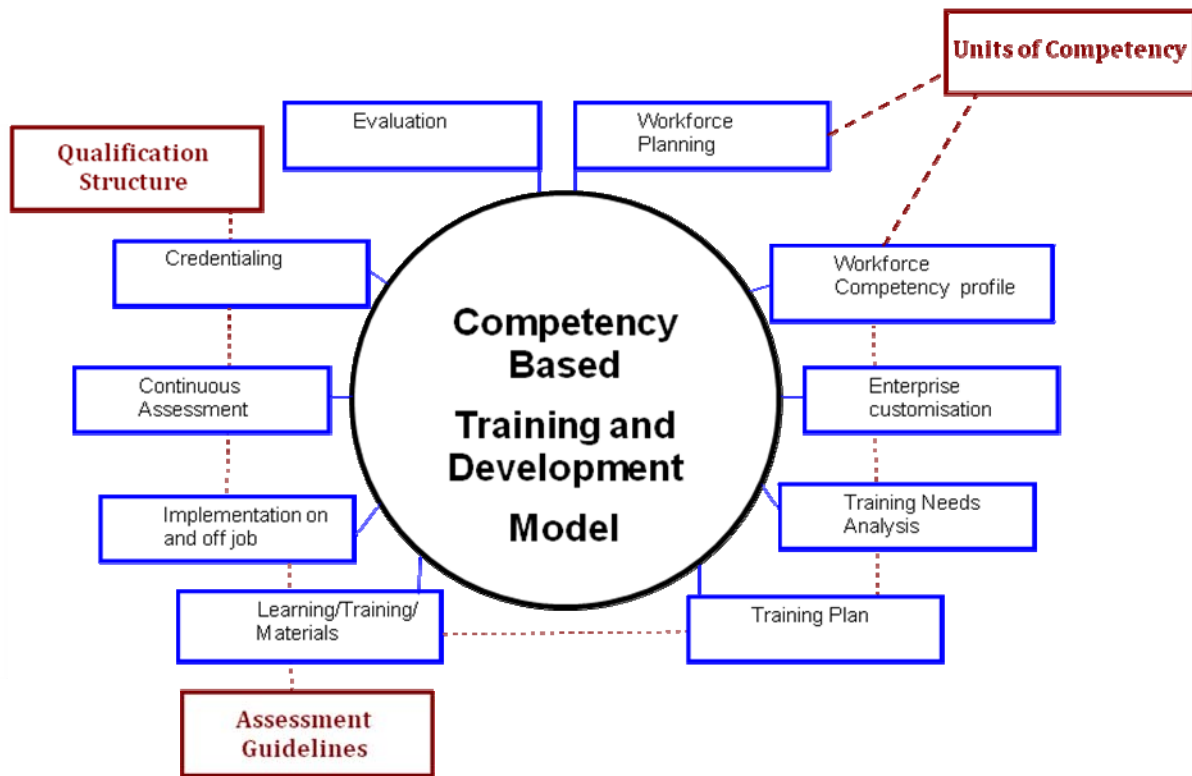 Units of Competency
Evaluation
Workforce
Planning
Qualification
Structure
Credentialing
Workforce
Competency profile
Competency
Based
Training and
Development
Model
Continuous
Assessment
Enterprise
customisation
Implementation on
and off job
Training Needs
Analysis
Learning/Training/
Materials
Training Plan
Assessment
Guidelines